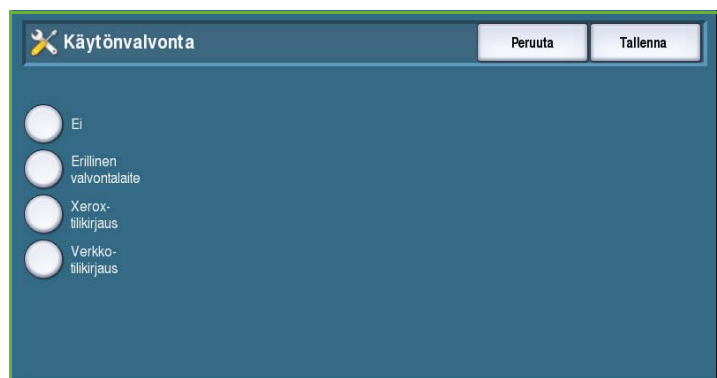 Käytönvalvonta
Peruuta
Tallenna
Ei
Erillinen
valvontalaite
Xerox-
tilikirjaus
Verkko-
tilikirjaus